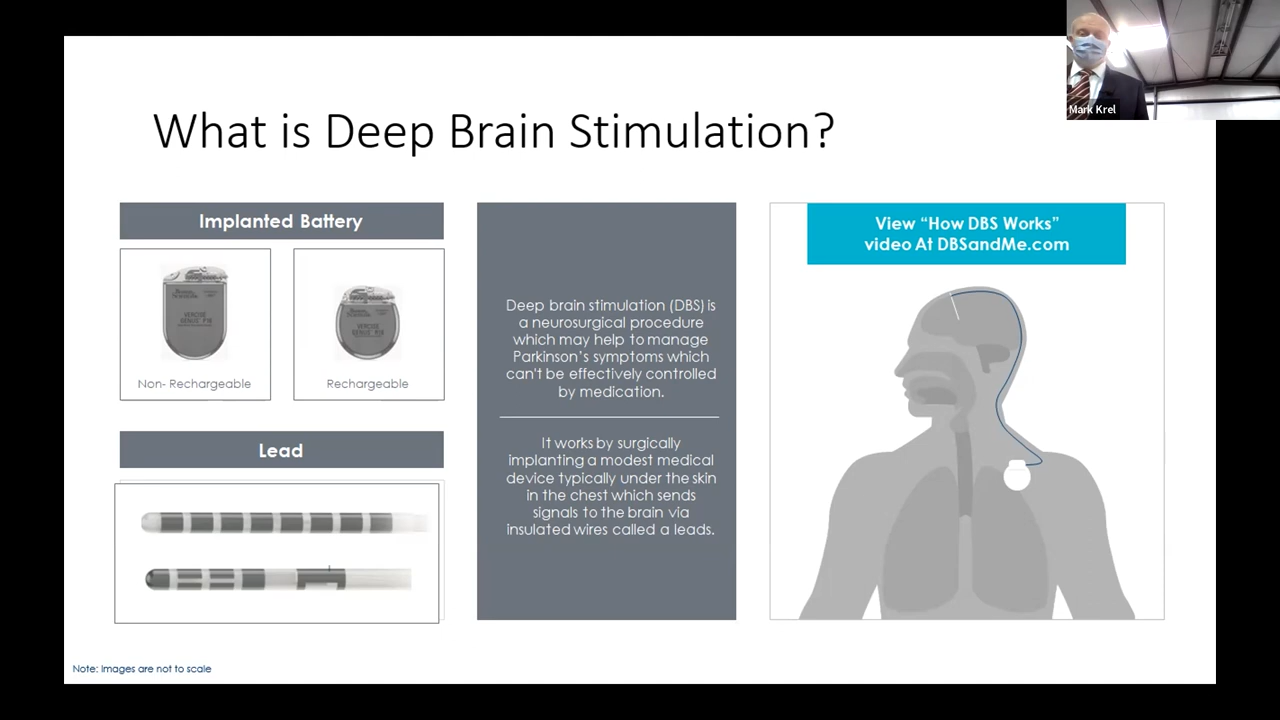 Mark Krel
What is Deep Brain Stimulation?
Implanted Battery
Non- Rechargeable
VERCISE
GENUS P16
Rechargeable
Lead
Deep brain stimulation (DBS) is
a neurosurgical procedure
which may help to manage
Parkinson's symptoms which
can't be effectively controlled
by medication.
It works by surgically
implanting a modest medical
device typically under the skin
in the chest which sends
signals to the brain via
insulated wires called a leads.
View “How DBS Works”
video At DBSandMe.com
Note: Images are not to scale